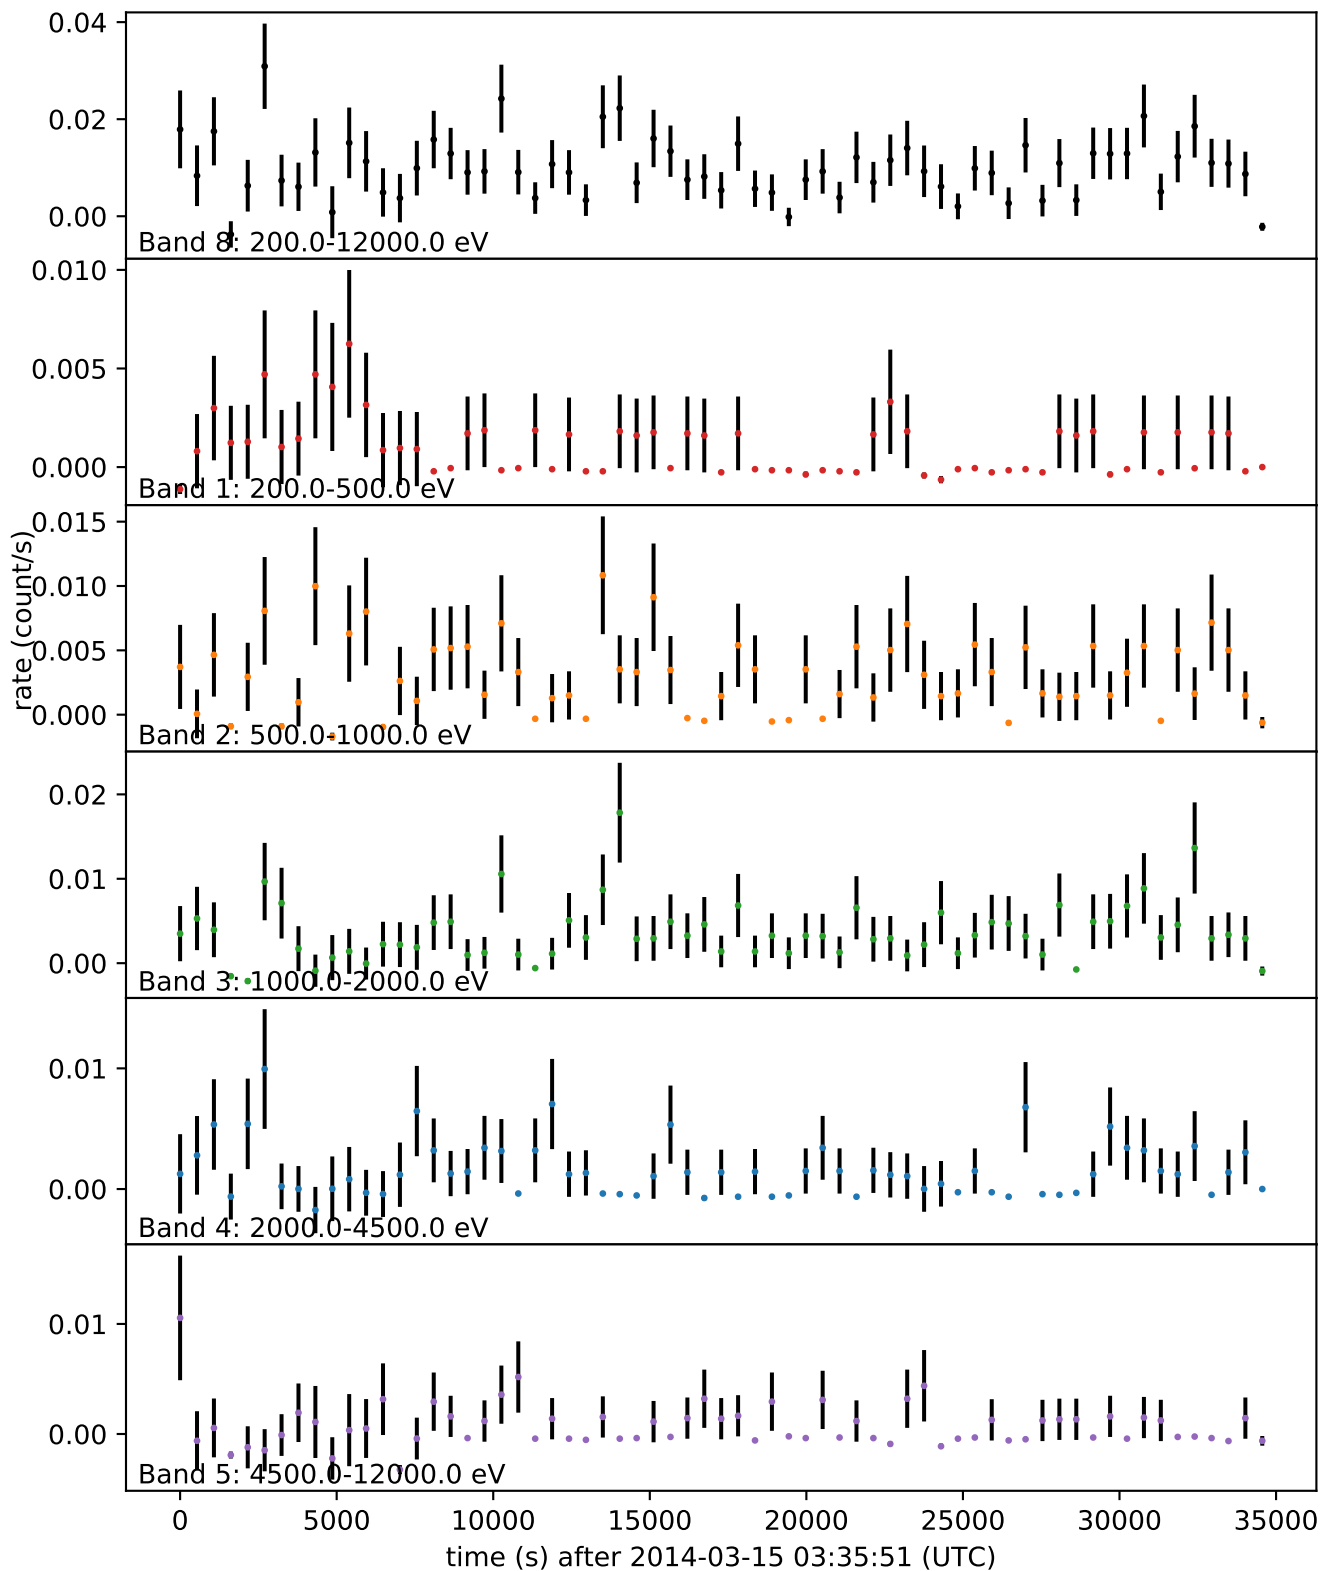 0.04
0.02
0.00
Band 8: 200.0-12000.0 eV
0.010
0.005
0.000
Band 1: 200.0-500.0 eV
rate (count/s)
0.015
0.010
0.005
0.000
Band 2: 500.0-1000.0 eV
0.02
0.01
0.00
Band 3: 1000.0-2000.0 eV
0.01
0.00
Band 4: 2000.0-4500.0 eV
0.01
0.00
Band 5: 4500.0-12000.0 eV
0 5000 10000 15000 20000 25000 30000 35000
time (s) after 2014-03-15 03:35:51 (UTC)